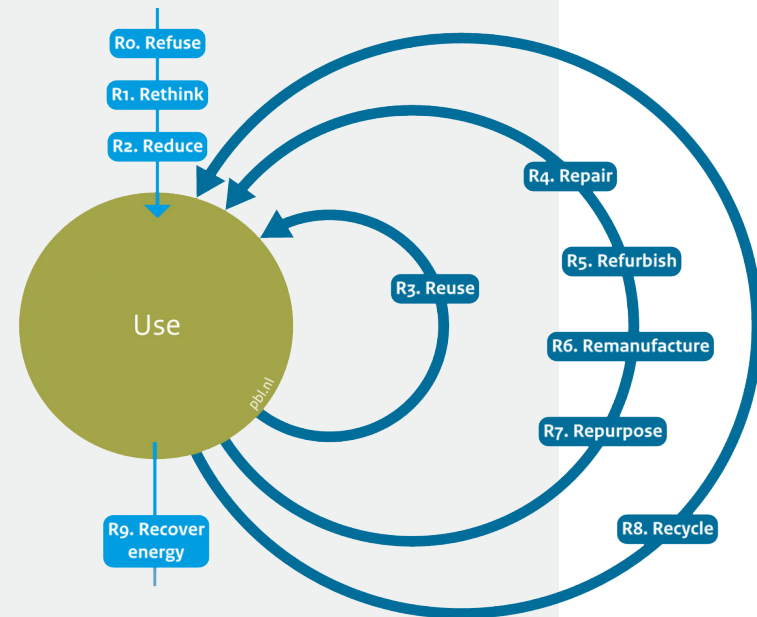 Ro. Refuse
R1. Rethink
R2. Reduce
R4. Repair
R5. Refurbish
R3. Reuse
Use
R6. Remanufacture
pbl.nl
R7. Repurpose
R8. Recycle
R9. Recover
energy